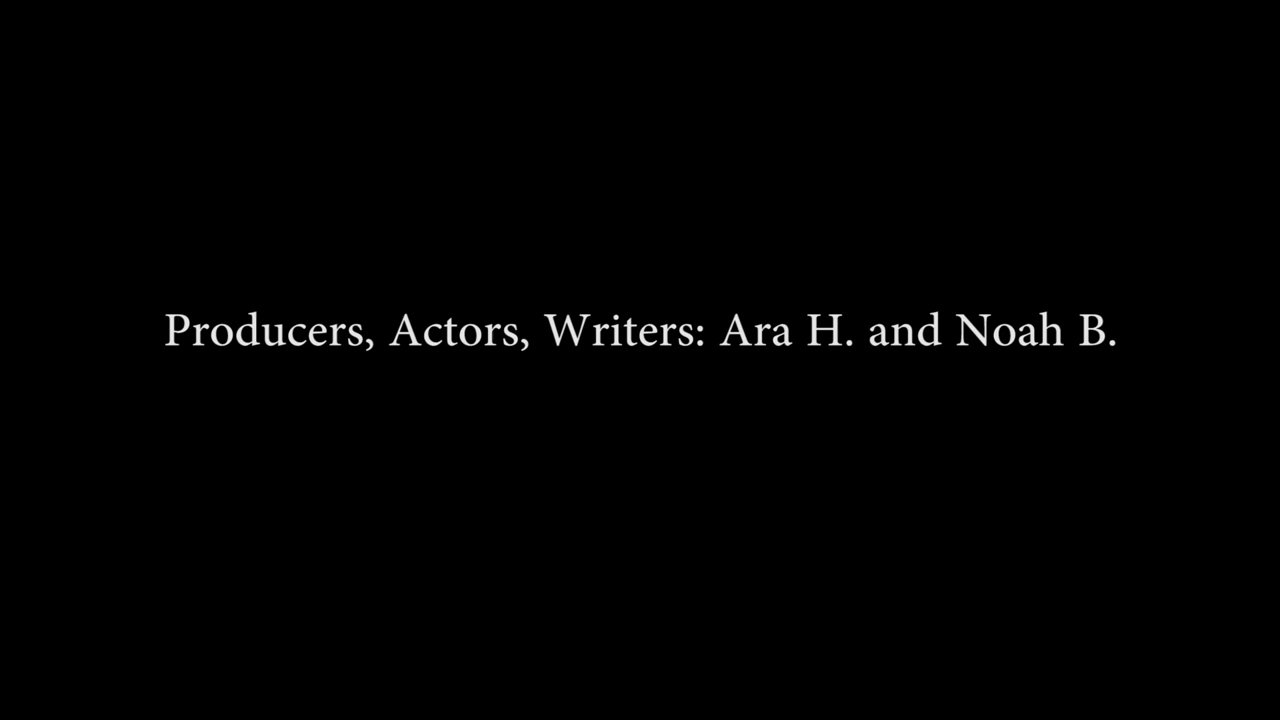 Producers, Actors, Writers: Ara H. and Noah B.